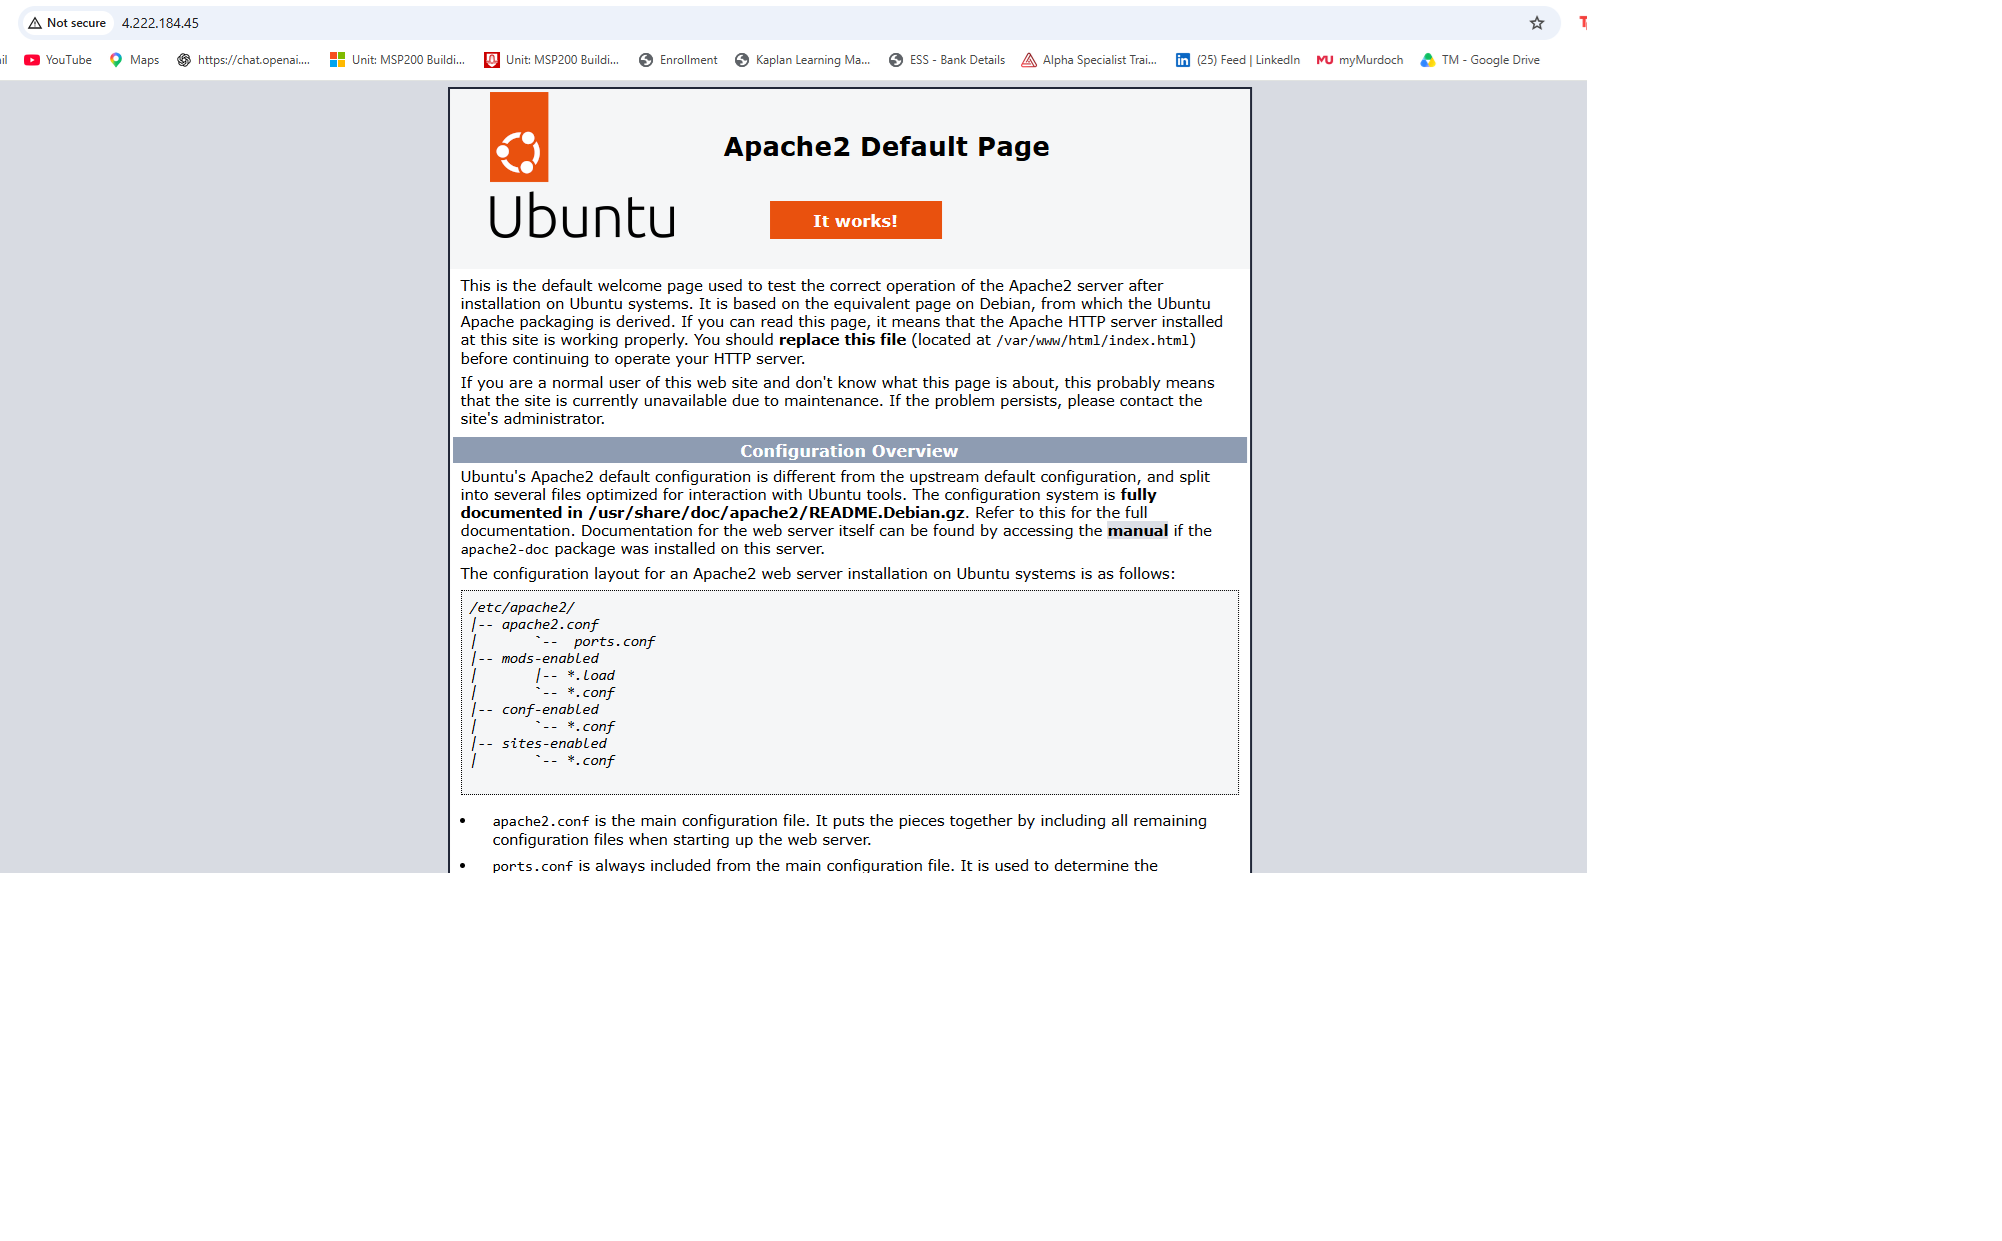 Not secure 4.222.184.45
YouTube Maps https://chat.openai.... Unit: MSP200 Buildi... Unit: MSP200 Buildi... Enrollment Kaplan Learning Ma... ESS - Bank Details Alpha Specialist Trai... (25) Feed | LinkedIn MU myMurdoch TM - Google Drive
Apache2 Default Page
Ubuntu
It works!
This is the default welcome page used to test the correct operation of the Apache2 server after
installation on Ubuntu systems. It is based on the equivalent page on Debian, from which the Ubuntu
Apache packaging is derived. If you can read this page, it means that the Apache HTTP server installed
at this site is working properly. You should replace this file (located at /var/www/html/index.html)
before continuing to operate your HTTP server.
If you are a normal user of this web site and don't know what this page is about, this probably means
that the site is currently unavailable due to maintenance. If the problem persists, please contact the
site's administrator.
Configuration Overview
Ubuntu's Apache2 default configuration is different from the upstream default configuration, and split
into several files optimized for interaction with Ubuntu tools. The configuration system is fully
documented in /usr/share/doc/apache2/README.Debian.gz. Refer to this for the full
documentation. Documentation for the web server itself can be found by accessing the manual if the
apache2-doc package was installed on this server.
The configuration layout for an Apache2 web server installation on Ubuntu systems is as follows:
/etc/apache2/
|-- apache2.conf
|       `--  ports.conf
|-- mods-enabled
|       |-- *.load
|       `-- *.conf
|-- conf-enabled
|       `-- *.conf
|-- sites-enabled
|       `-- *.conf
• apache2.conf is the main configuration file. It puts the pieces together by including all remaining
configuration files when starting up the web server.
• ports.conf is always included from the main configuration file. It is used to determine the